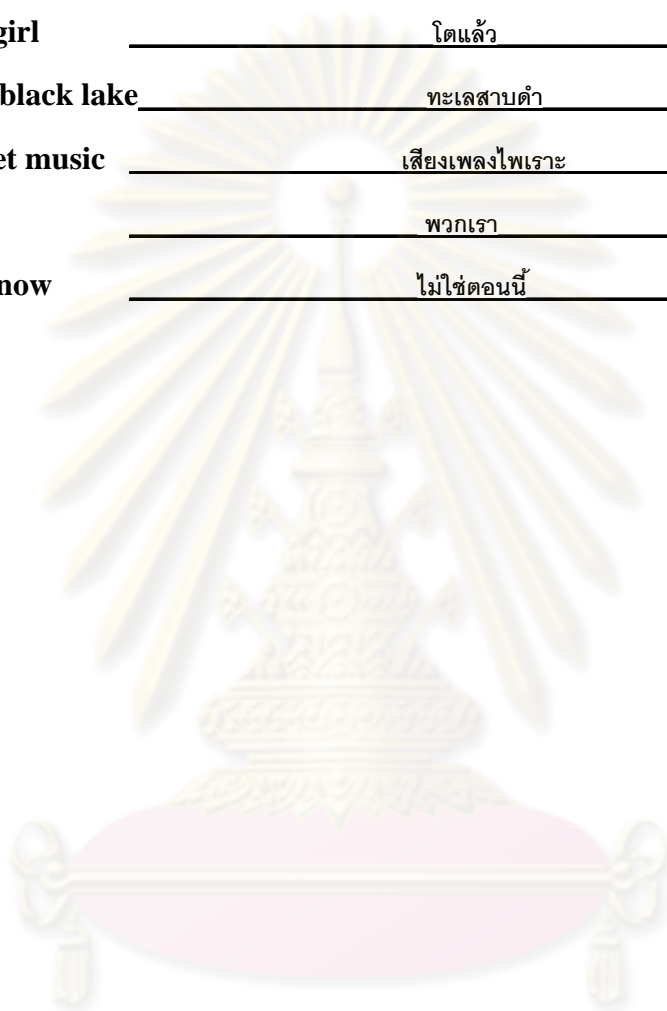 girl โตแล้ว
black lake ทะเลสาบดำ
et music เสียงเพลงไพเราะ
พวกเรา
now ไม่ใช่ตอนนี้